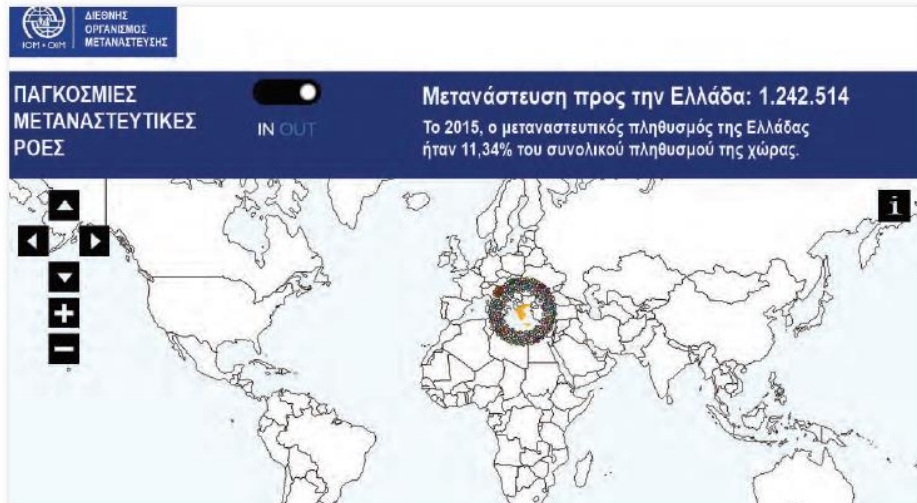 ΔΙΕΘΝΗΣ
ΟΡΓΑΝΙΣΜΟΣ
ΜΕΤΑΝΑΣΤΕΥΣΗΣ
IOM • OIM
ΠΑΓΚΟΣΜΙΕΣ
ΜΕΤΑΝΑΣΤΕΥΤΙΚΕΣ
ΡΟΕΣ
IN OUT
Μετανάστευση προς την Ελλάδα: 1.242.514
Το 2015, ο μεταναστευτικός πληθυσμός της Ελλάδας
ήταν 11,34% του συνολικού πληθυσμού της χώρας.
i